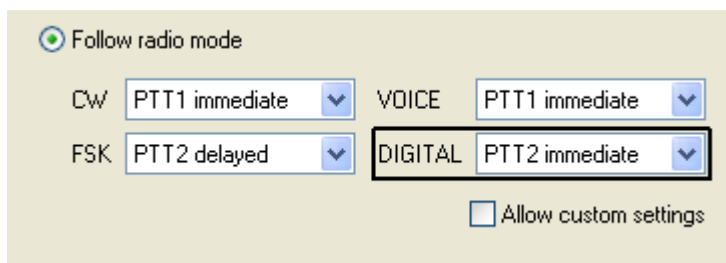 Follow radio mode
CW PTT1 immediate VOICE PTT1 immediate
FSK PTT2 delayed DIGITAL PTT2 immediate
Allow custom settings